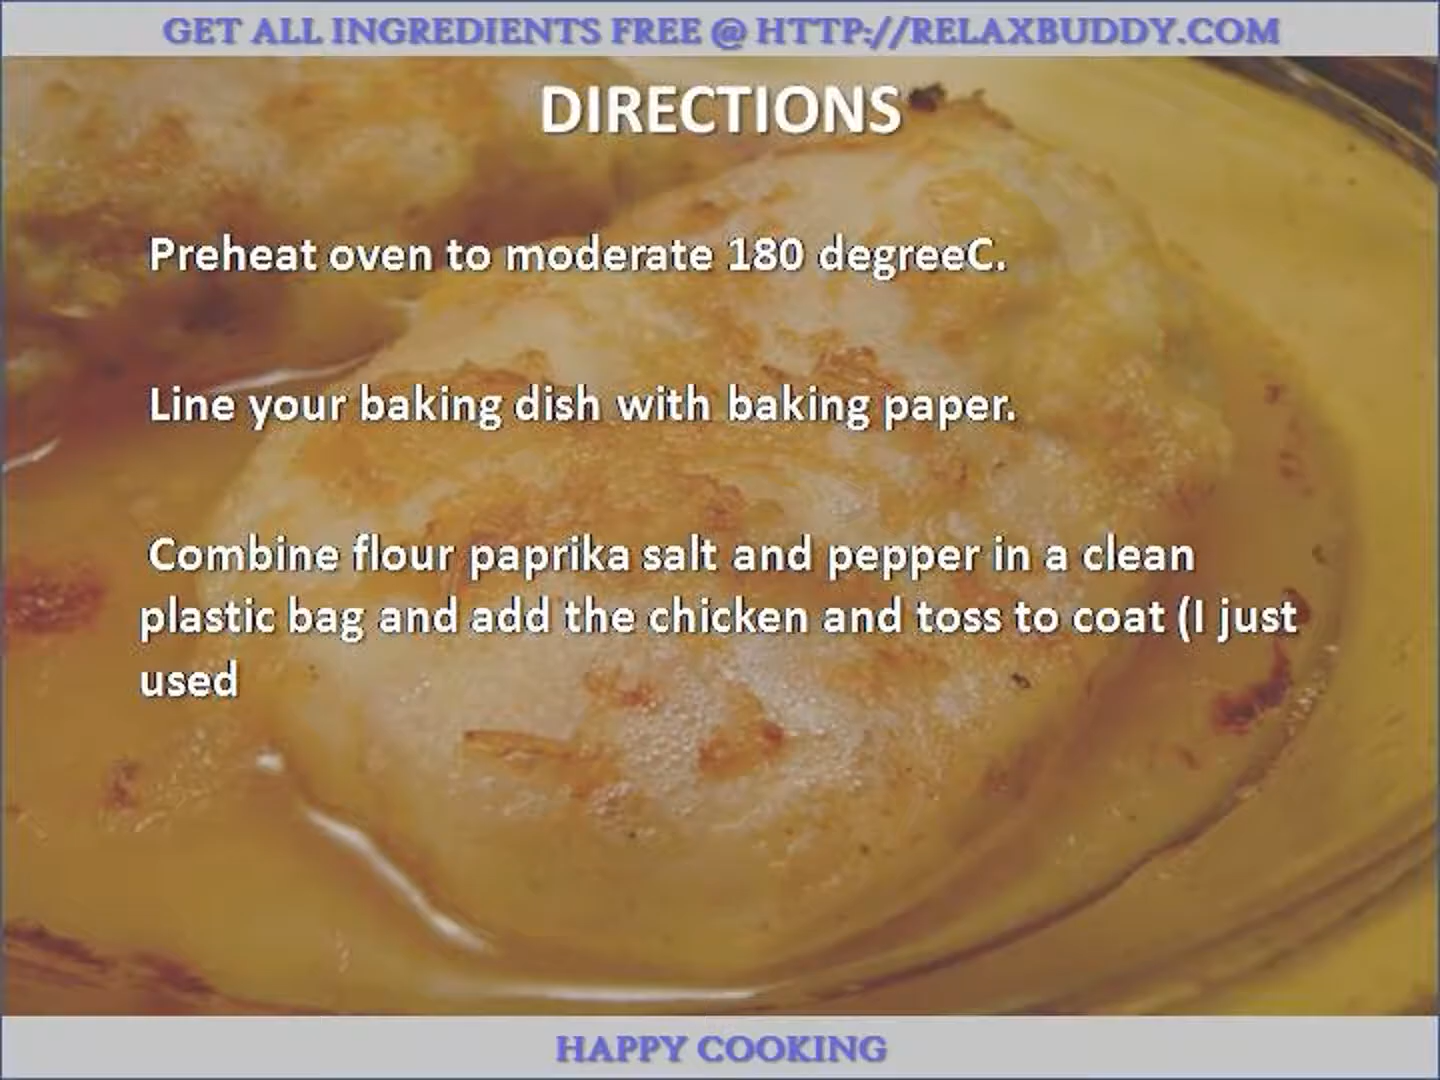 GET ALL INGREDIENTS FREE @ HTTP://RELAXBUDDY.COM
DIRECTIONS
Preheat oven to moderate 180 degreeC.
Line your baking dish with baking paper.
Combine flour paprika salt and pepper in a clean
plastic bag and add the chicken and toss to coat (I just
used
HAPPY COOKING